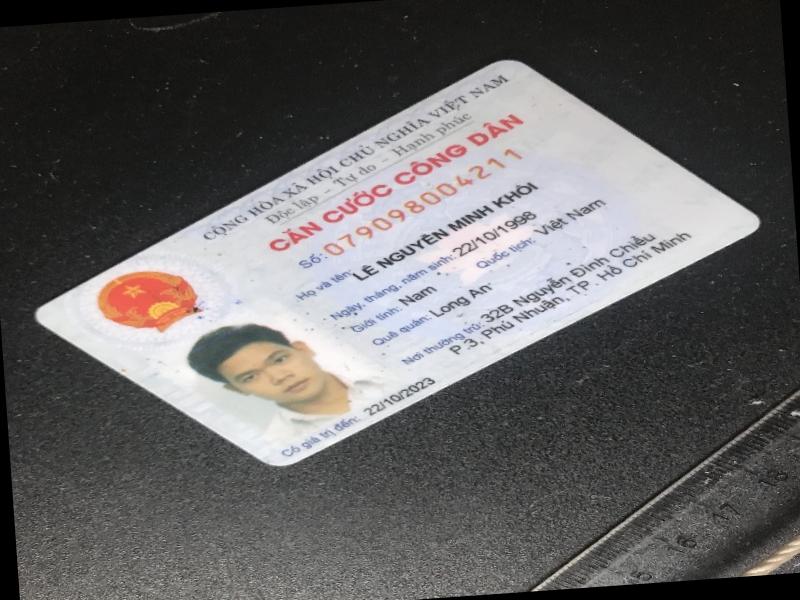 CỘNG HÒA XÃ HỘI CHỦ NGHĨA VIỆT NAM
Độc lập - Tự do - Hạnh phúc
CĂN CƯỚC CÔNG DÂN
Số: 079098004211
Họ và tên: LÊ NGUYÊN MINH KHÔI
Ngày, tháng, năm sinh: 22/10/1998
Giới tính: Nam Quốc tịch: Việt Nam
Quê quán: Long An
Nơi thường trú: 32B Nguyễn Đình Chiểu
P.3, Phú Nhuận, TP. Hồ Chí Minh
Có giá trị đến: 22/10/2023
16 17 18